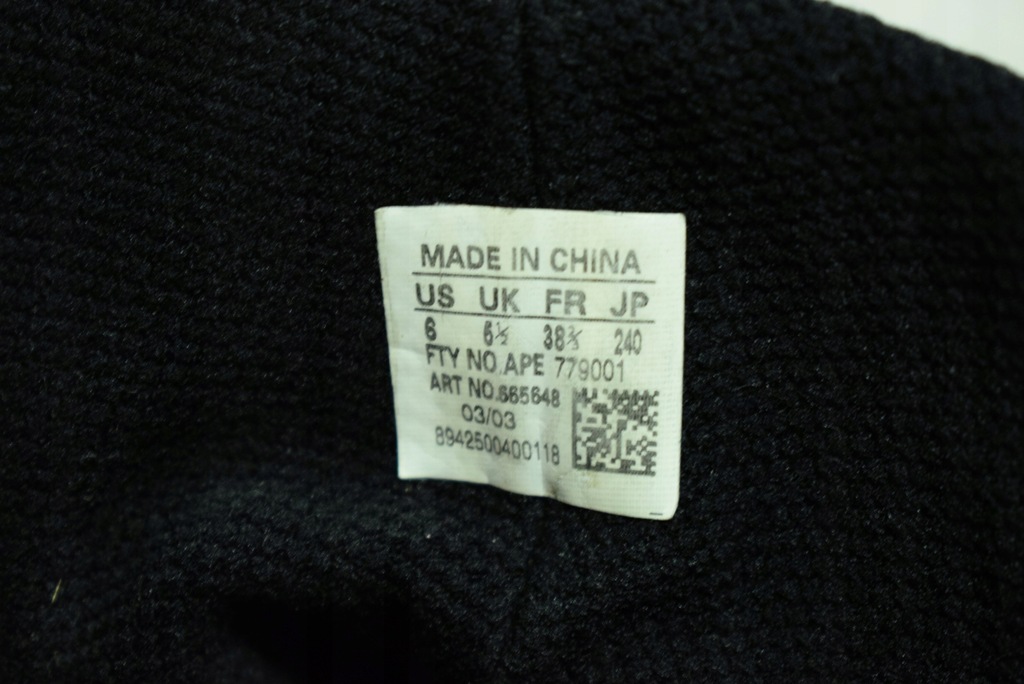 MADE IN CHINA
US UK FR JP
6 5½ 38⅔ 240
FTY NO. APE 779001
ART NO. 665648
03/03
8942500400118